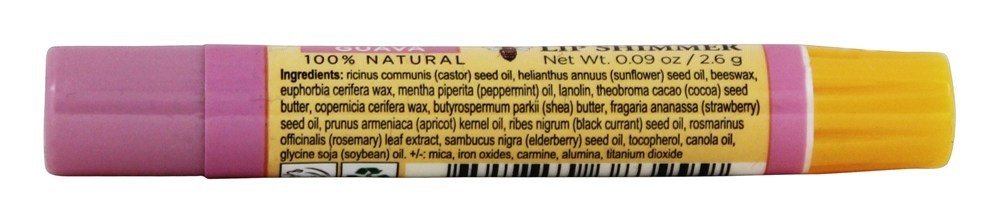 GUAVA
LIP SHIMMER
100% NATURAL
Net Wt. 0.09 oz / 2.6 g
Ingredients: ricinus communis (castor) seed oil, helianthus annuus (sunflower) seed oil, beeswax,
euphorbia cerifera wax, mentha piperita (peppermint) oil, lanolin, theobroma cacao (cocoa) seed
butter, copernicia cerifera wax, butyrospermum parkii (shea) butter, fragaria ananassa (strawberry)
seed oil, prunus armeniaca (apricot) kernel oil, ribes nigrum (black currant) seed oil, rosmarinus
officinalis (rosemary) leaf extract, sambucus nigra (elderberry) seed oil, tocopherol, canola oil,
glycine soja (soybean) oil. +/-: mica, iron oxides, carmine, alumina, titanium dioxide